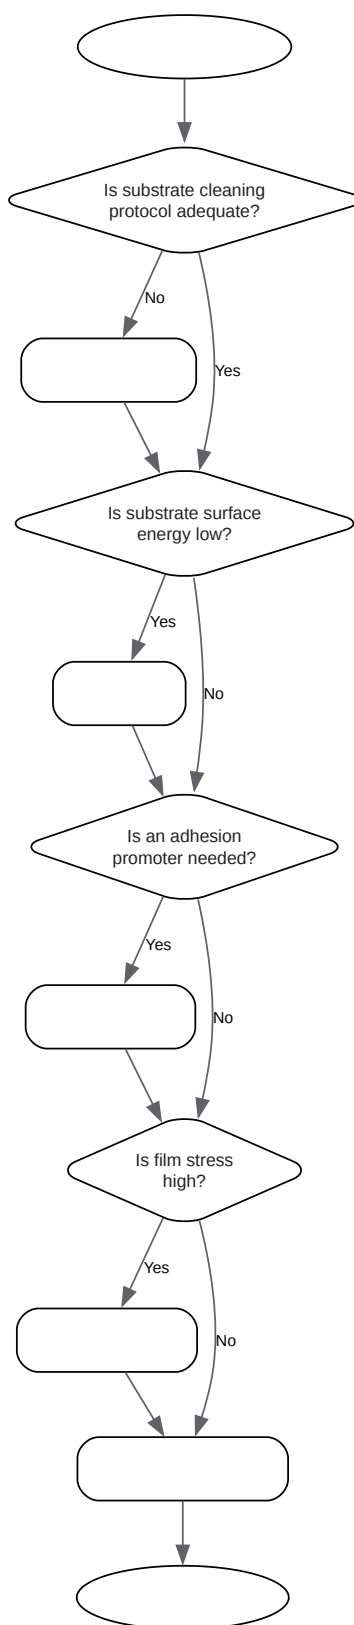 Is substrate cleaning
protocol adequate?
No
Yes
Is substrate surface
energy low?
Yes
No
Is an adhesion
promoter needed?
Yes
No
Is film stress
high?
Yes
No